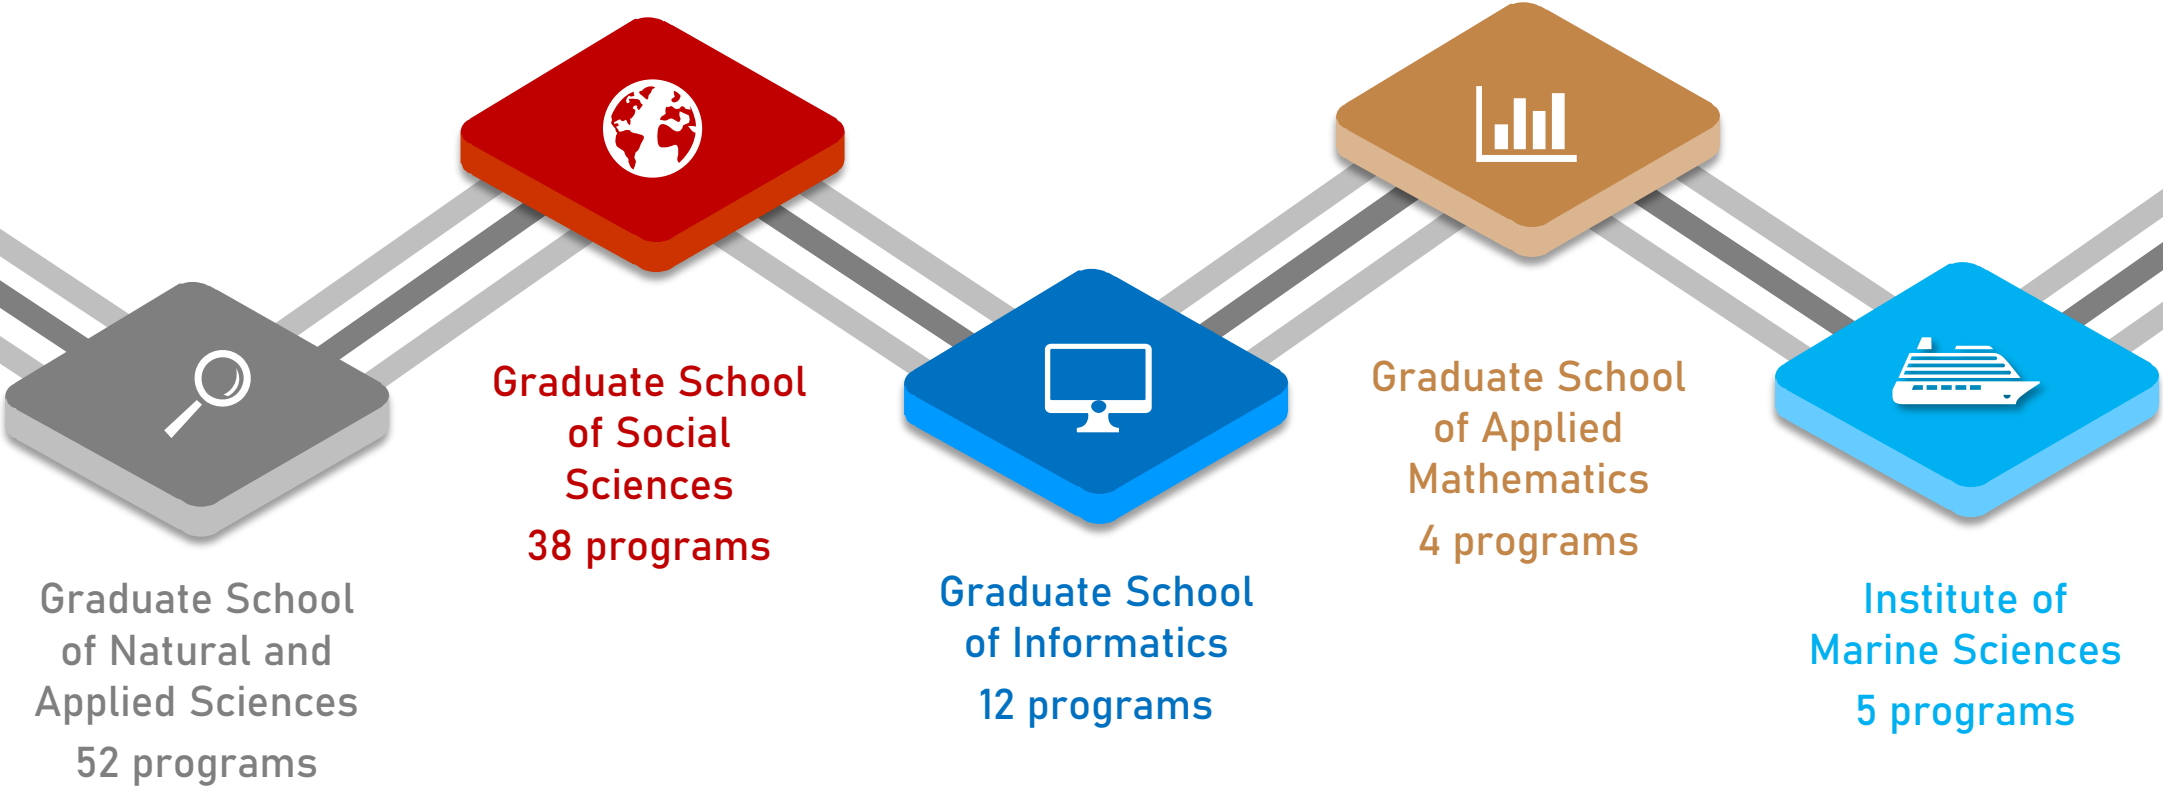 Graduate School
of Natural and
Applied Sciences
52 programs
Graduate School
of Social
Sciences
38 programs
Graduate School
of Informatics
12 programs
Graduate School
of Applied
Mathematics
4 programs
Institute of
Marine Sciences
5 programs